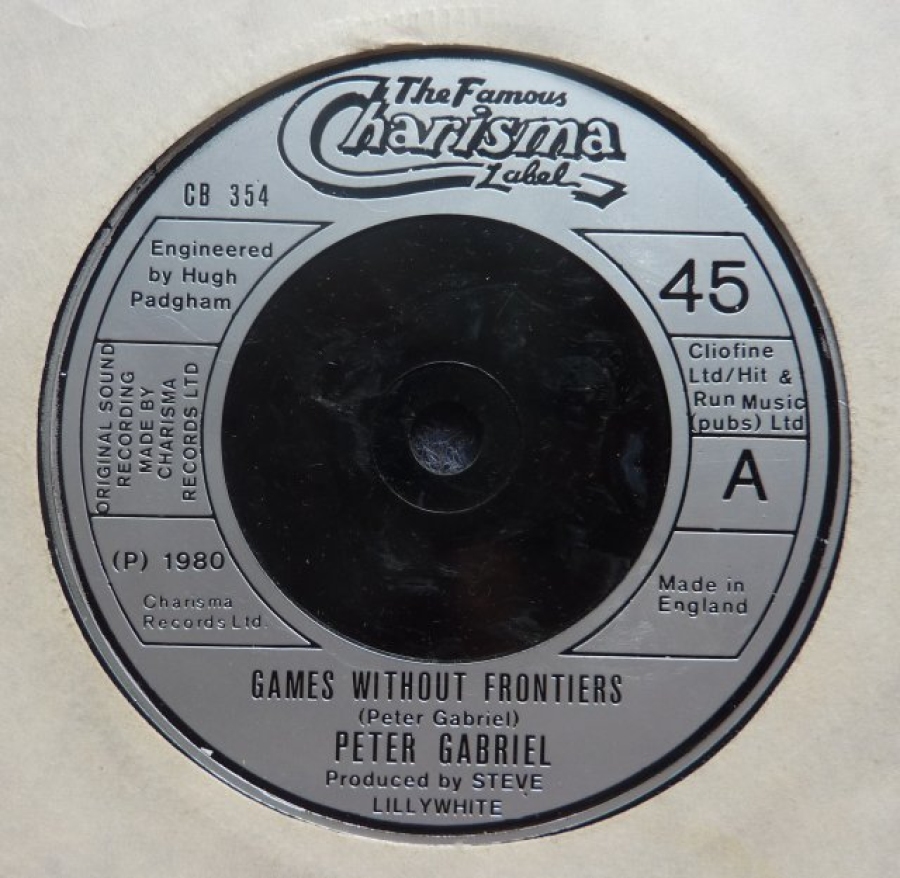 The Famous
Charisma
Label
CB 354
Engineered
by Hugh
Padgham
ORIGINAL SOUND
RECORDING
MADE BY
CHARISMA
RECORDS LTD
(P) 1980
Charisma
Records Ltd.
45
Cliofine
Ltd/Hit &
Run Music
(pubs) Ltd
A
Made in
England
GAMES WITHOUT FRONTIERS
(Peter Gabriel)
PETER GABRIEL
Produced by STEVE
LILLYWHITE